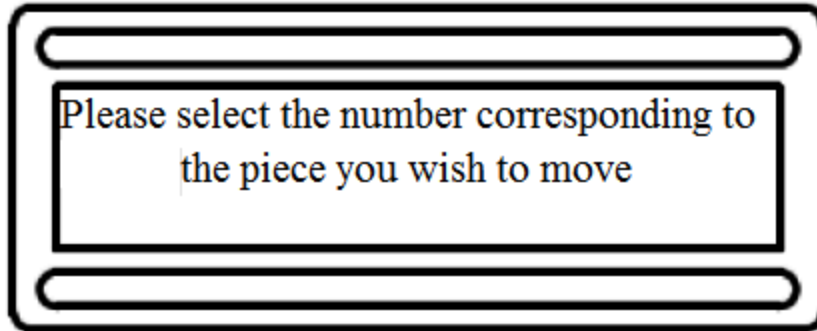 Please select the number corresponding to
the piece you wish to move